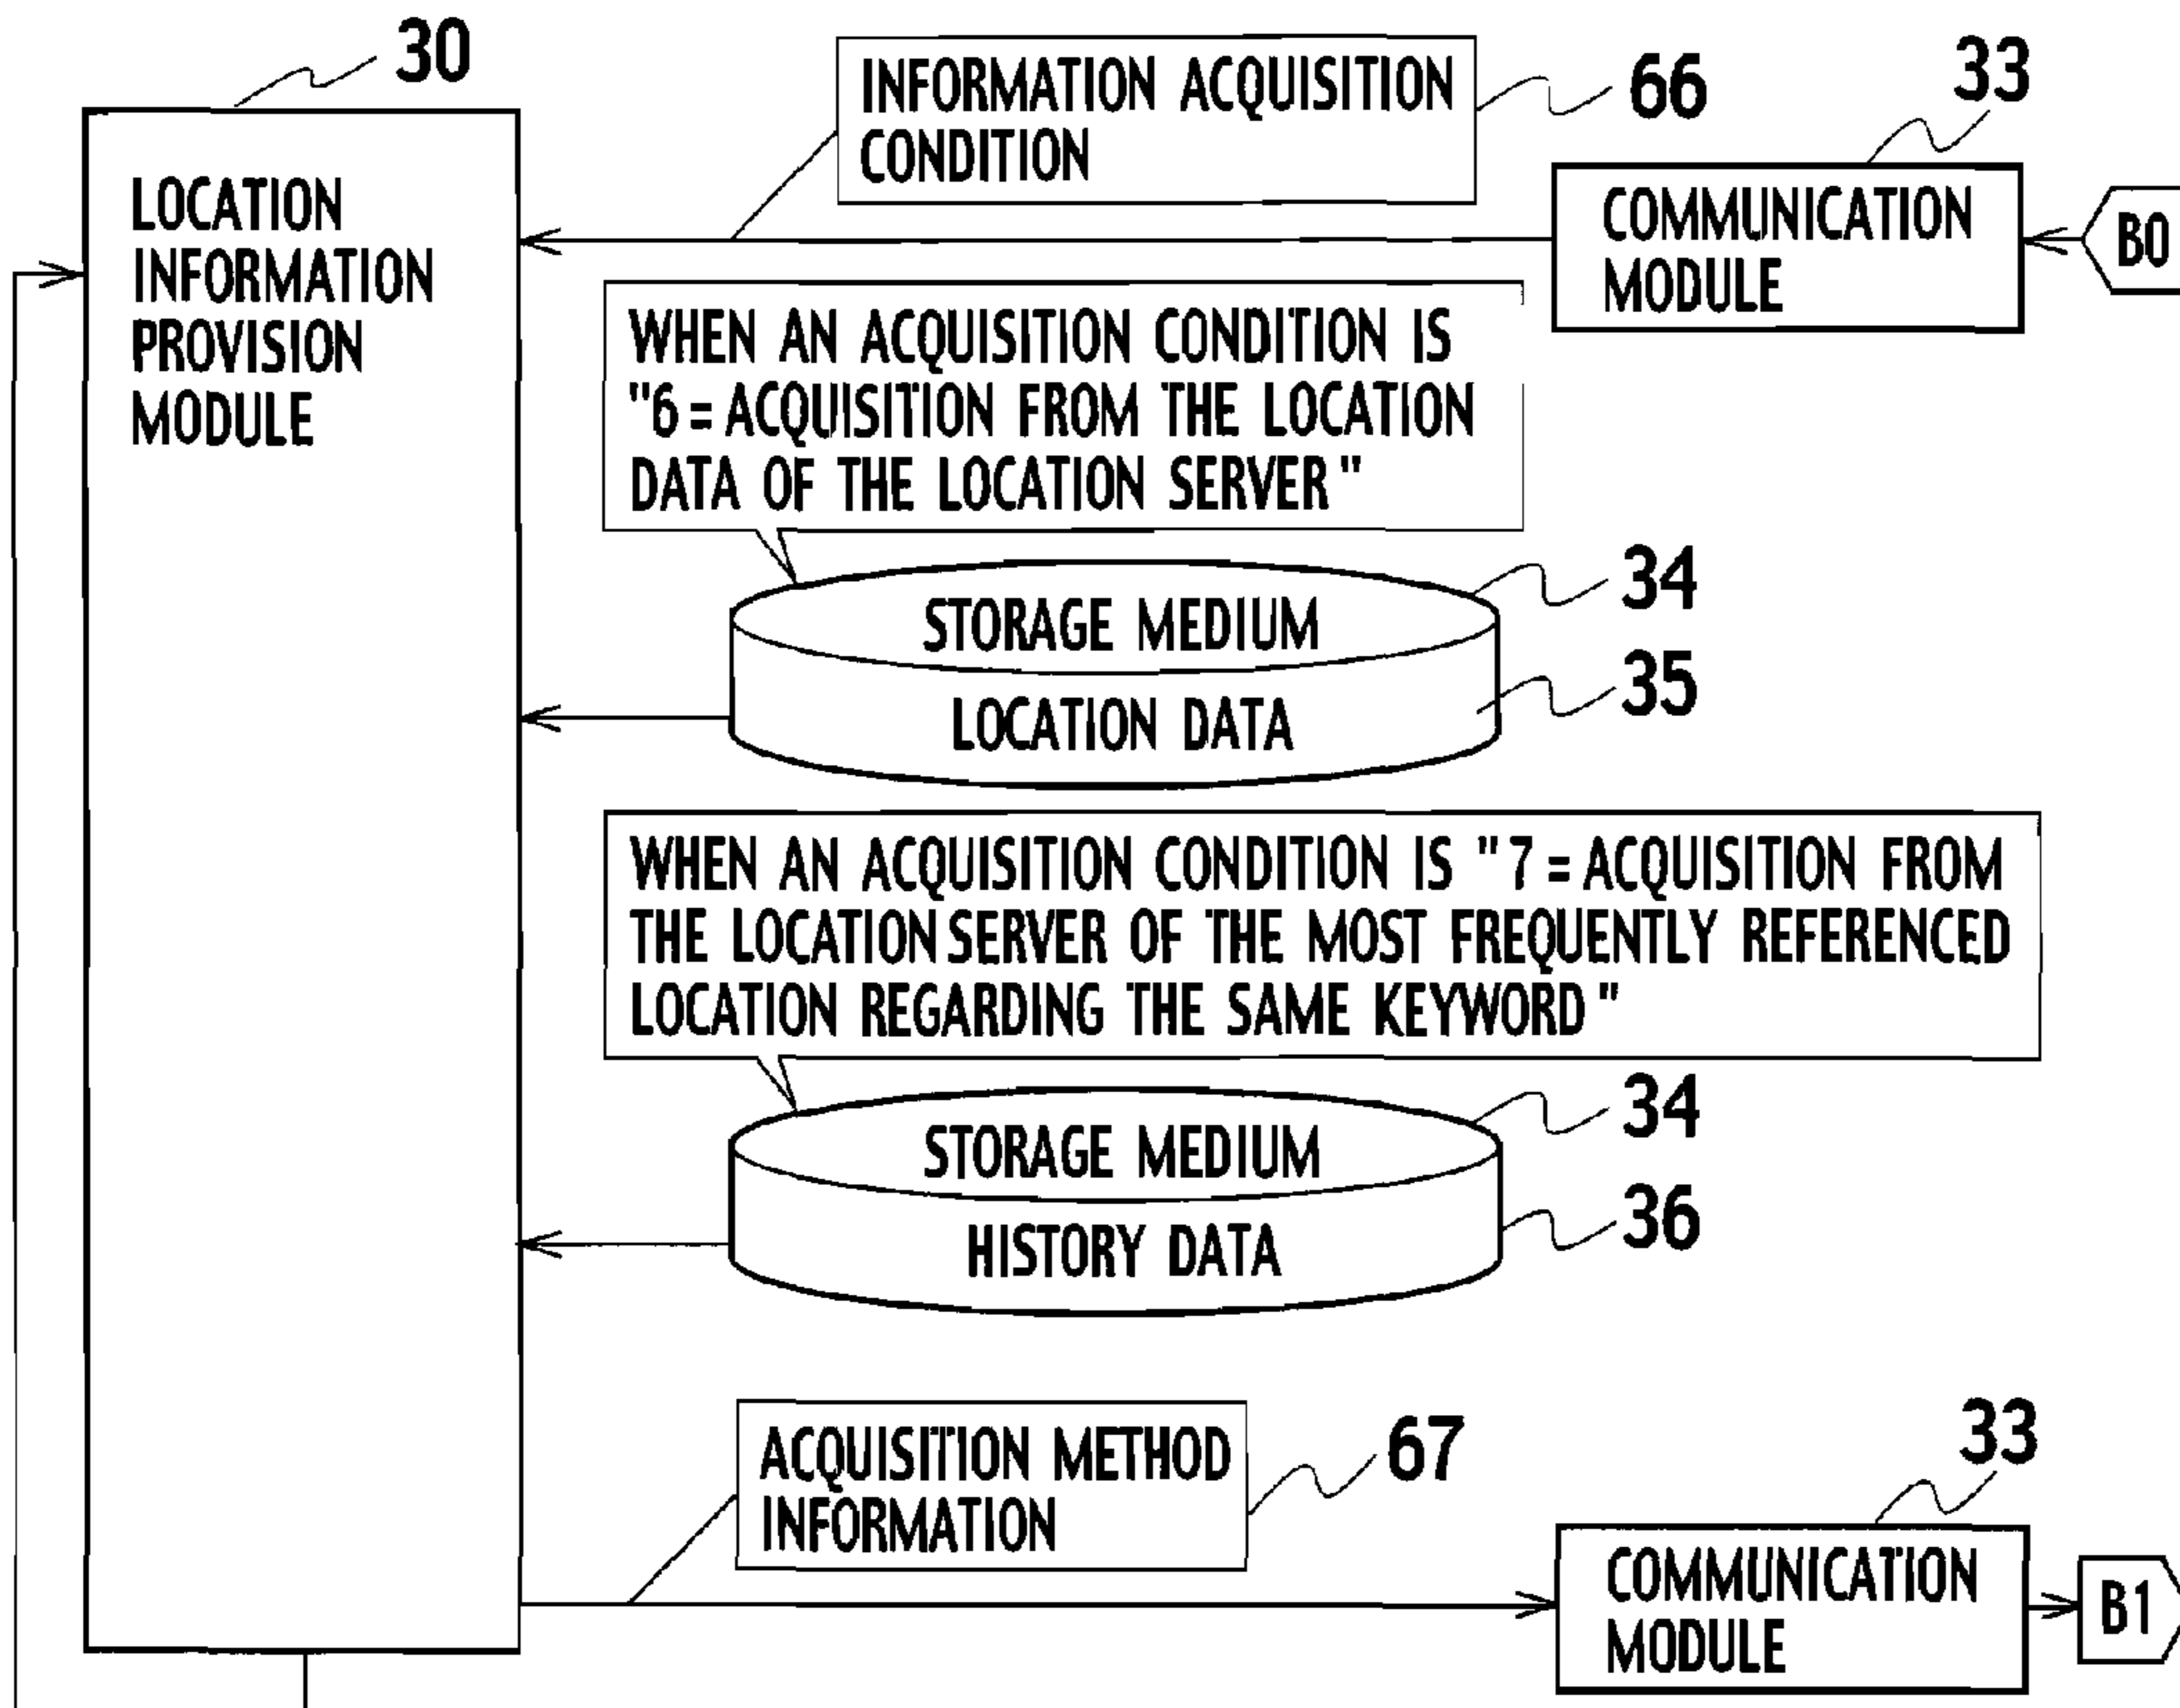 30
LOCATION
INFORMATION
PROVISION
MODULE
INFORMATION ACQUISITION
CONDITION
66
33
COMMUNICATION
MODULE
B0
WHEN AN ACQUISITION CONDITION IS
"6 = ACQUISITION FROM THE LOCATION
DATA OF THE LOCATION SERVER"
34
STORAGE MEDIUM
35
LOCATION DATA
WHEN AN ACQUISITION CONDITION IS "7 = ACQUISITION FROM
THE LOCATION SERVER OF THE MOST FREQUENTLY REFERENCED
LOCATION REGARDING THE SAME KEYWORD"
34
STORAGE MEDIUM
36
HISTORY DATA
ACQUISITION METHOD
INFORMATION
67
33
COMMUNICATION
MODULE
B1